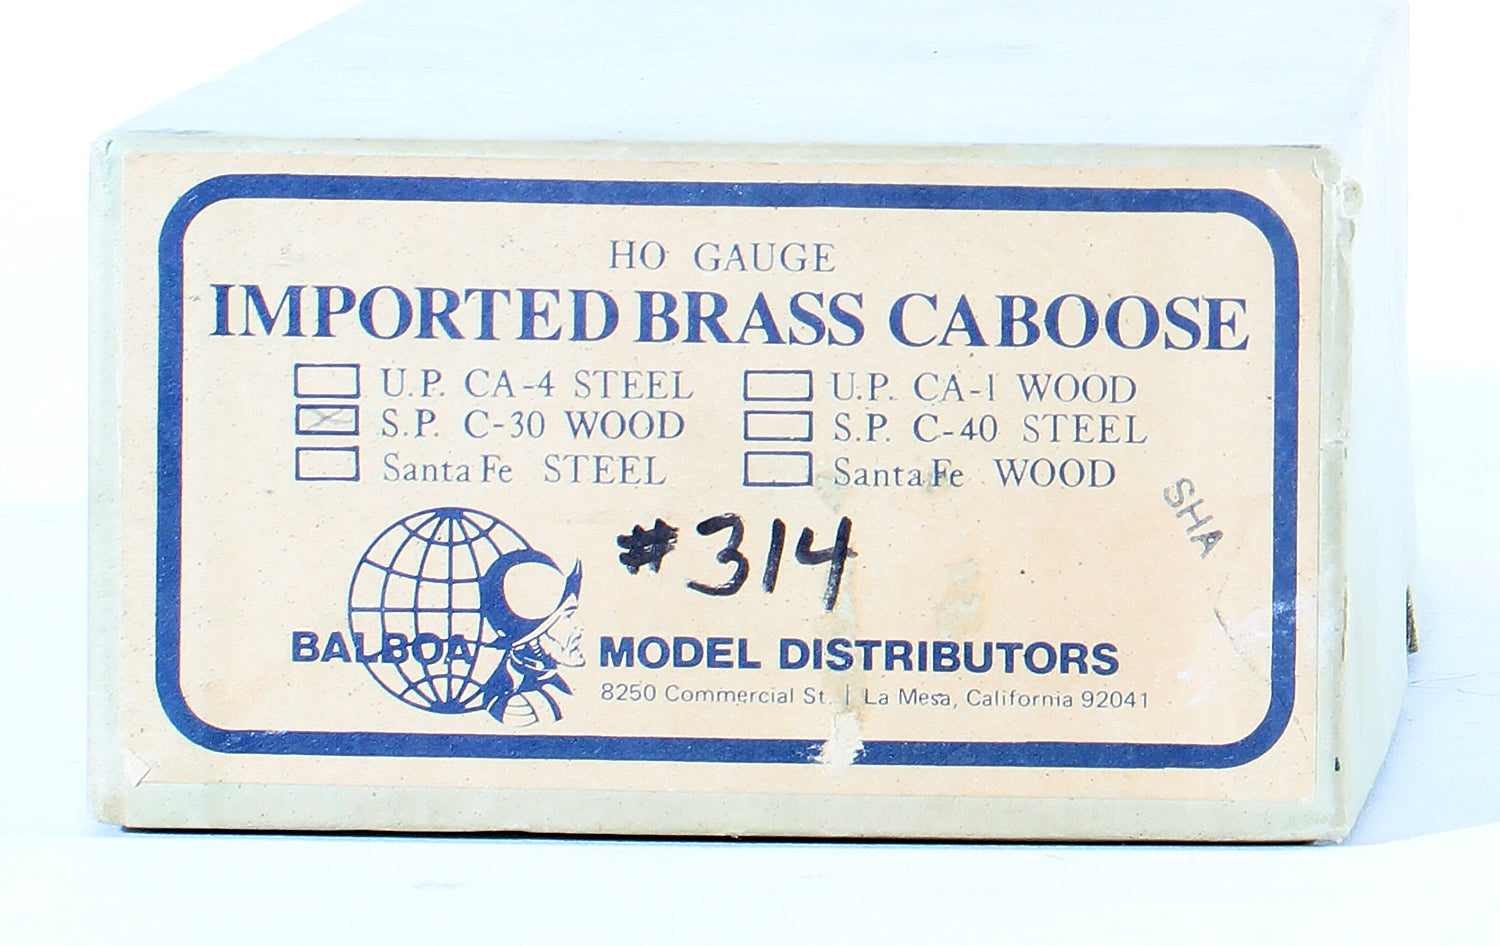 HO GAUGE
IMPORTED BRASS CABOOSE
U.P. CA-4 STEEL
U.P. CA-1 WOOD
S.P. C-30 WOOD
S.P. C-40 STEEL
Santa Fe STEEL
Santa Fe WOOD
SHA
#314
BALBOA MODEL DISTRIBUTORS
8250 Commercial St. | La Mesa, California 92041